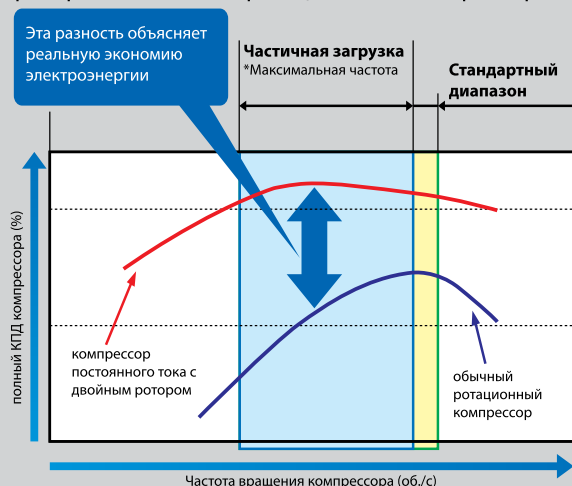 Эта разность объясняет
реальную экономию
электроэнергии
Частичная загрузка
*Максимальная частота
Стандартный
диапазон
полный КПД компрессора (%)
компрессор
постоянного тока с
двойным ротором
обычный
ротационный
компрессор
Частота вращения компрессора (об./с)